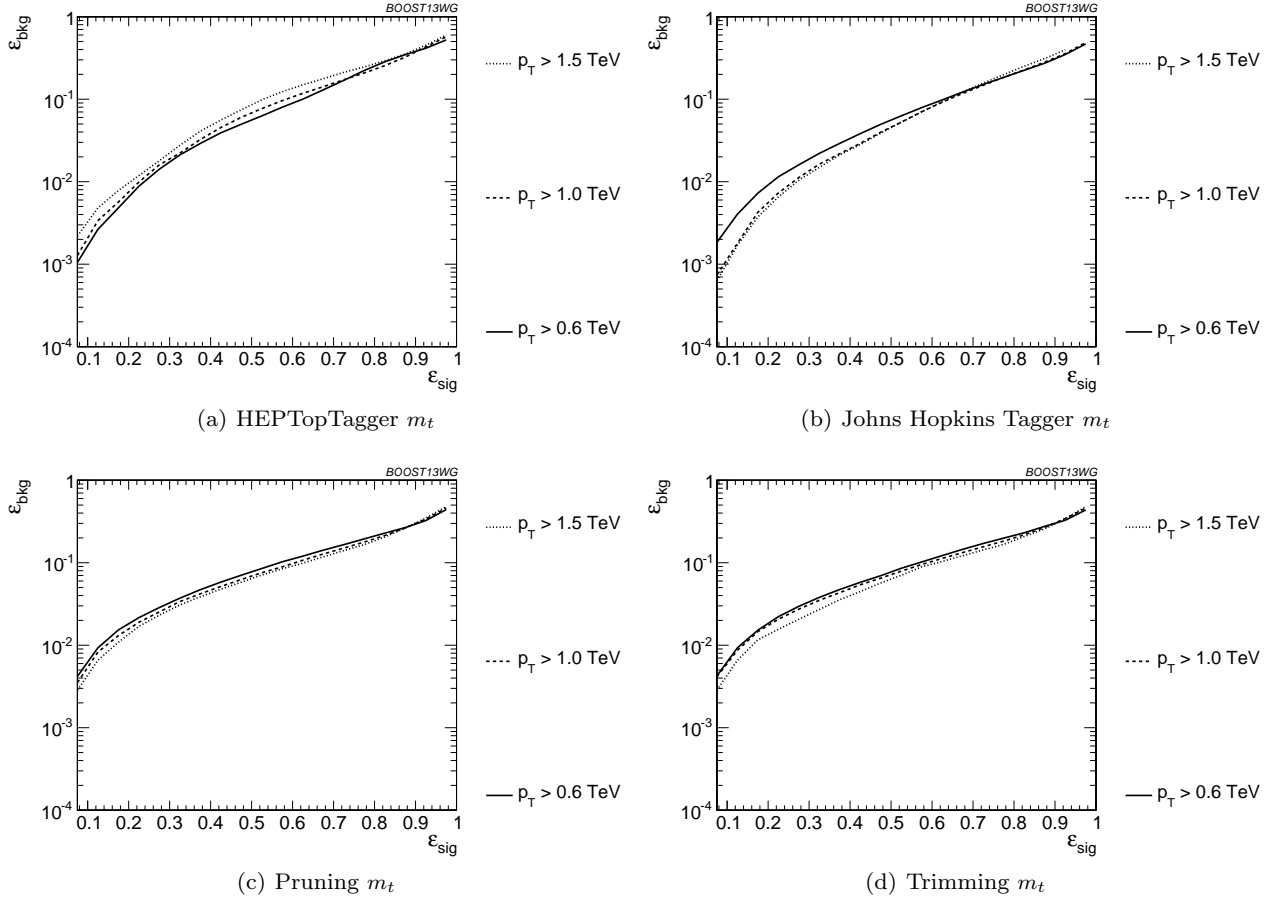 BOOST13WG
ε_bkg
1
10^-1
10^-2
10^-3
10^-4
0.1 0.2 0.3 0.4 0.5 0.6 0.7 0.8 0.9 1
ε_sig
p_T > 1.5 TeV
p_T > 1.0 TeV
p_T > 0.6 TeV
(a) HEPTopTagger m_t
BOOST13WG
ε_bkg
1
10^-1
10^-2
10^-3
10^-4
0.1 0.2 0.3 0.4 0.5 0.6 0.7 0.8 0.9 1
ε_sig
p_T > 1.5 TeV
p_T > 1.0 TeV
p_T > 0.6 TeV
(b) Johns Hopkins Tagger m_t
BOOST13WG
ε_bkg
1
10^-1
10^-2
10^-3
10^-4
0.1 0.2 0.3 0.4 0.5 0.6 0.7 0.8 0.9 1
ε_sig
p_T > 1.5 TeV
p_T > 1.0 TeV
p_T > 0.6 TeV
(c) Pruning m_t
BOOST13WG
ε_bkg
1
10^-1
10^-2
10^-3
10^-4
0.1 0.2 0.3 0.4 0.5 0.6 0.7 0.8 0.9 1
ε_sig
p_T > 1.5 TeV
p_T > 1.0 TeV
p_T > 0.6 TeV
(d) Trimming m_t